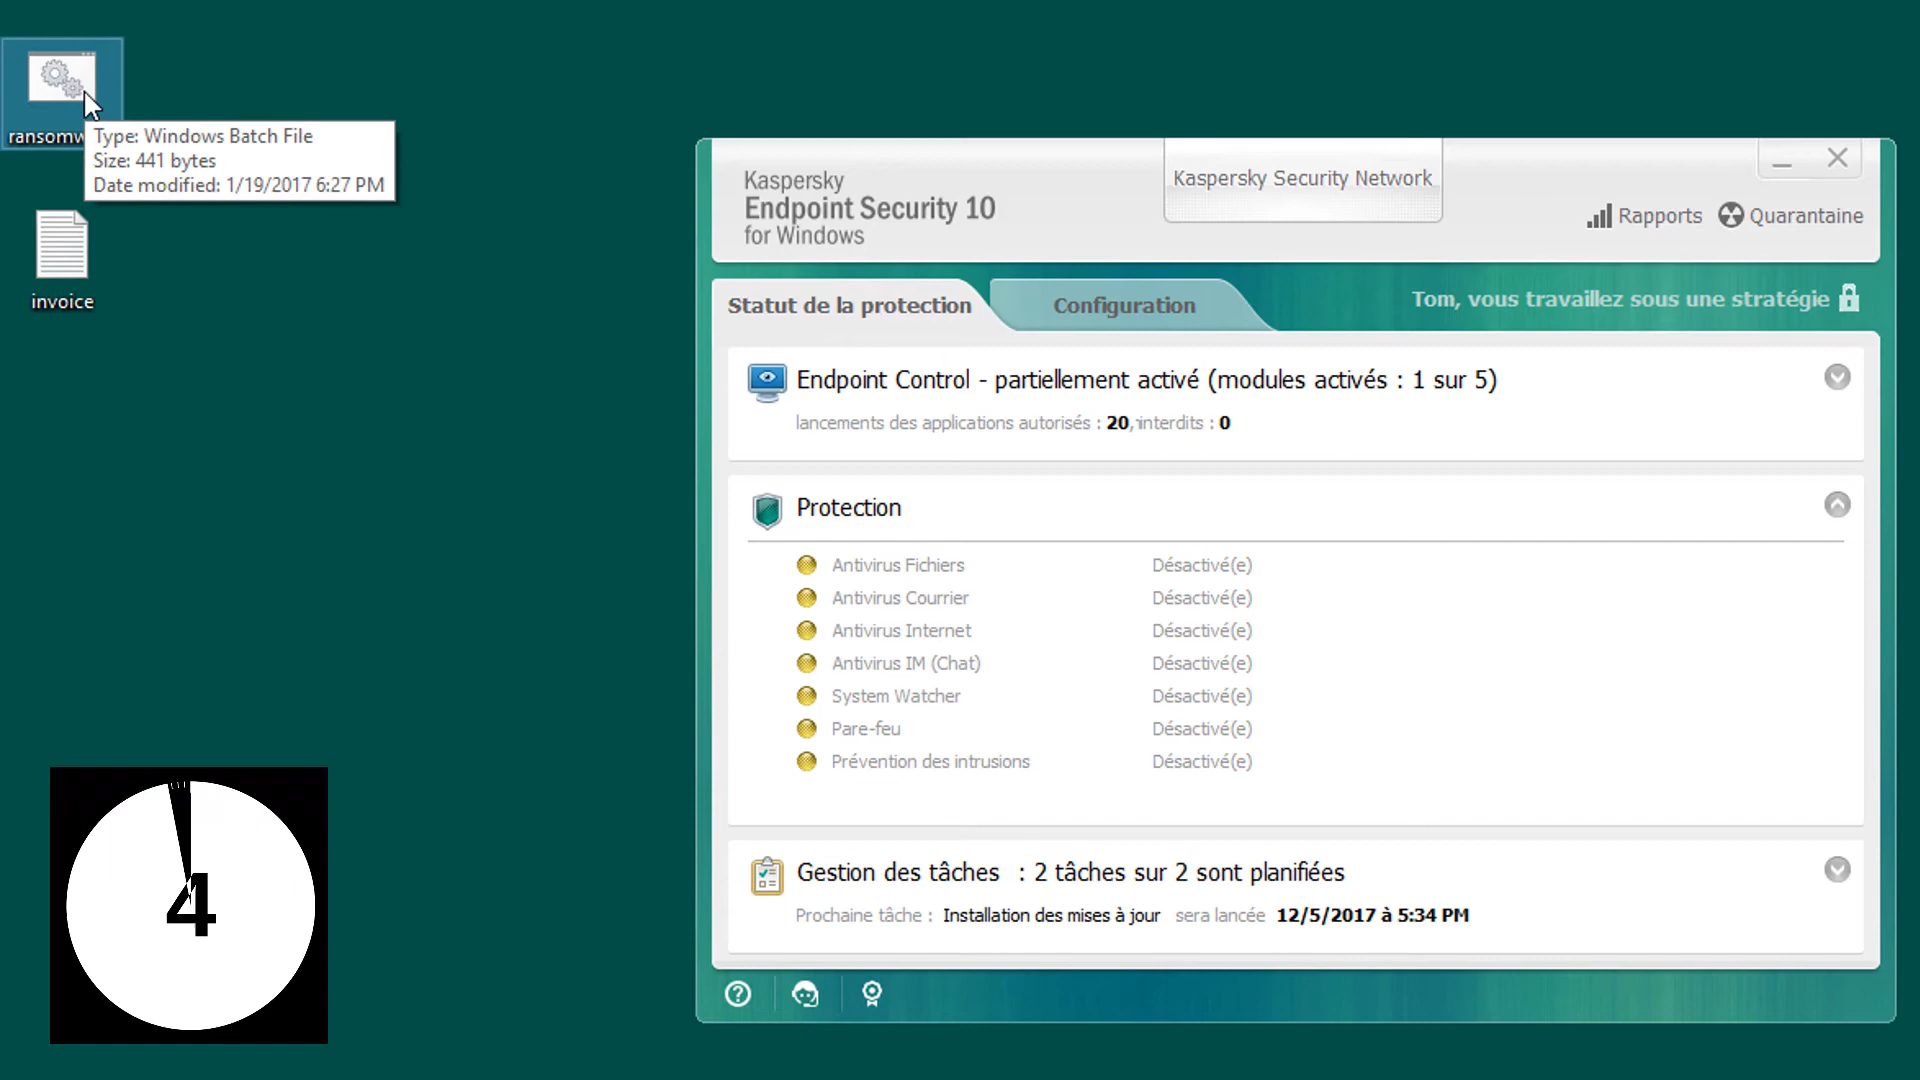 ransomw
Type: Windows Batch File
Size: 441 bytes
Date modified: 1/19/2017 6:27 PM
invoice
Kaspersky
Endpoint Security 10
for Windows
Kaspersky Security Network
Rapports
Quarantaine
Statut de la protection
Configuration
Tom, vous travaillez sous une stratégie
Endpoint Control - partiellement activé (modules activés : 1 sur 5)
lancements des applications autorisés : 20, interdits : 0
Protection
Antivirus Fichiers Désactivé(e)
Antivirus Courrier Désactivé(e)
Antivirus Internet Désactivé(e)
Antivirus IM (Chat) Désactivé(e)
System Watcher Désactivé(e)
Pare-feu Désactivé(e)
Prévention des intrusions Désactivé(e)
Gestion des tâches : 2 tâches sur 2 sont planifiées
Prochaine tâche : Installation des mises à jour sera lancée 12/5/2017 à 5:34 PM
4